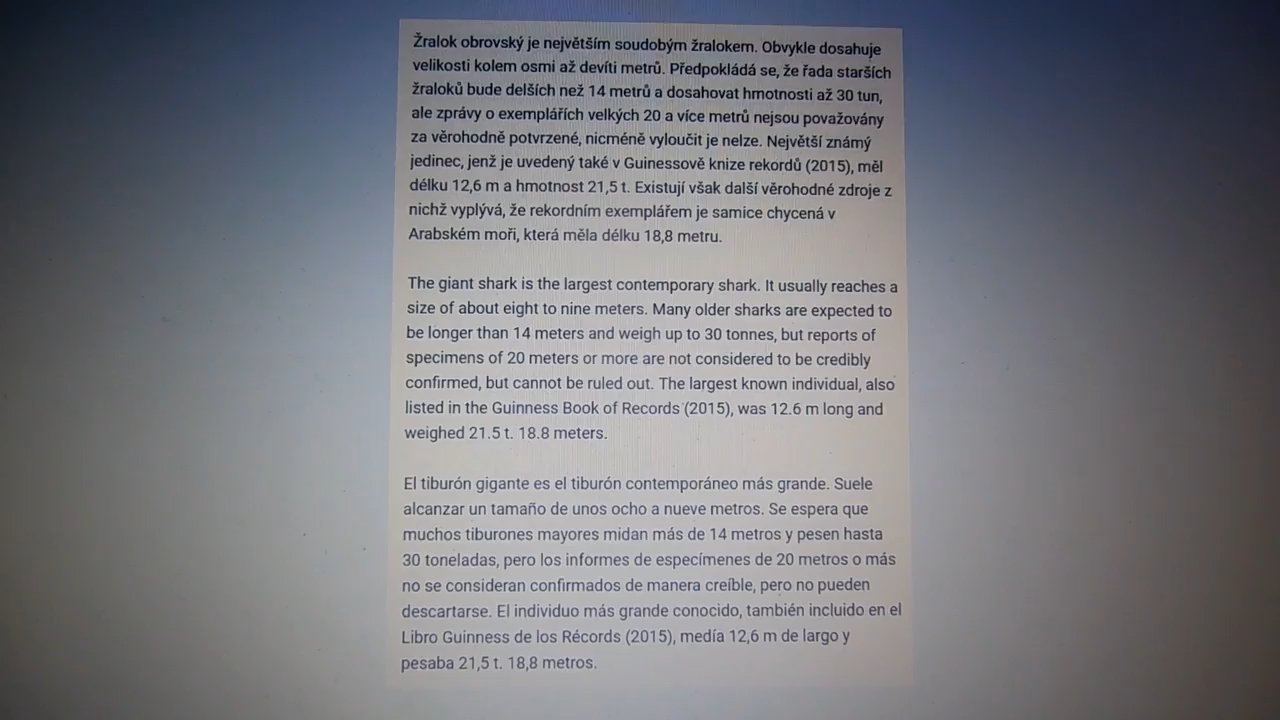 Žralok obrovský je největším soudobým žralokem. Obvykle dosahuje
velikosti kolem osmi až devíti metrů. Předpokládá se, že řada starších
žraloků bude delších než 14 metrů a dosahovat hmotnosti až 30 tun,
ale zprávy o exemplářích velkých 20 a více metrů nejsou považovány
za věrohodně potvrzené, nicméně vyloučit je nelze. Největší známý
jedinec, jenž je uvedený také v Guinessově knize rekordů (2015), měl
délku 12,6 m a hmotnost 21,5 t. Existují však další věrohodné zdroje z
nichž vyplývá, že rekordním exemplářem je samice chycená v
Arabském moři, která měla délku 18,8 metru.
The giant shark is the largest contemporary shark. It usually reaches a
size of about eight to nine meters. Many older sharks are expected to
be longer than 14 meters and weigh up to 30 tonnes, but reports of
specimens of 20 meters or more are not considered to be credibly
confirmed, but cannot be ruled out. The largest known individual, also
listed in the Guinness Book of Records (2015), was 12.6 m long and
weighed 21.5 t. 18.8 meters.
El tiburón gigante es el tiburón contemporáneo más grande. Suele
alcanzar un tamaño de unos ocho a nueve metros. Se espera que
muchos tiburones mayores midan más de 14 metros y pesen hasta
30 toneladas, pero los informes de especímenes de 20 metros o más
no se consideran confirmados de manera creíble, pero no pueden
descartarse. El individuo más grande conocido, también incluido en el
Libro Guinness de los Récords (2015), medía 12,6 m de largo y
pesaba 21,5 t. 18,8 metros.